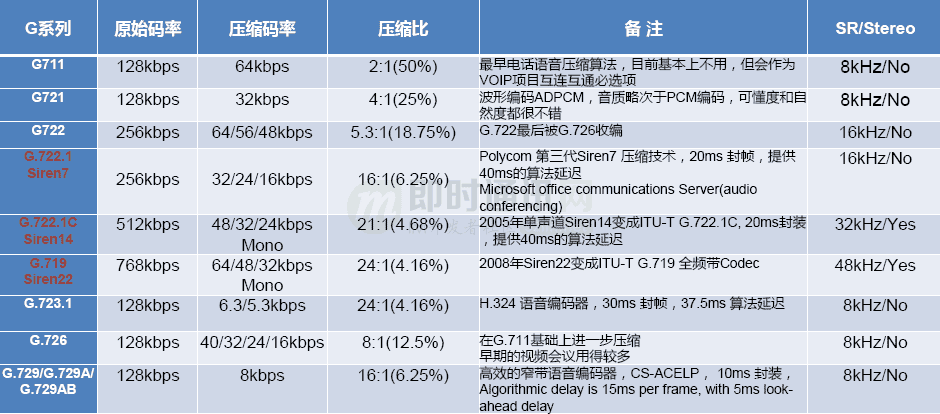 G系列 原始码率 压缩码率 压缩比 备 注 SR/Stereo
G711 128kbps 64kbps 2:1(50%) 最早电话语音压缩算法，目前基本上不用，但会作为
VOIP项目互连互通必选项 8kHz/No
G721 128kbps 32kbps 4:1(25%) 波形编码ADPCM，音质略次于PCM编码，可懂度和自
然度都很不错 8kHz/No
G722 256kbps 64/56/48kbps 5.3:1(18.75%) G.722最后被G.726收编 16kHz/No
G.722.1
Siren7 256kbps 32/24/16kbps 16:1(6.25%) Polycom 第三代Siren7 压缩技术，20ms 封帧，提供
40ms的算法延迟
Microsoft office communications Server(audio
conferencing) 16kHz/No
G.722.1C
Siren14 512kbps 48/32/24kbps
Mono 21:1(4.68%) 2005年单声道Siren14变成ITU-T G.722.1C, 20ms封装
，提供40ms的算法延迟 32kHz/Yes
G.719
Siren22 768kbps 64/48/32kbps
Mono 24:1(4.16%) 2008年Siren22变成ITU-T G.719 全频带Codec 48kHz/Yes
G.723.1 128kbps 6.3/5.3kbps 24:1(4.16%) H.324 语音编码器，30ms 封帧，37.5ms 算法延迟 8kHz/No
G.726 128kbps 40/32/24/16kbps 8:1(12.5%) 在G.711基础上进一步压缩
早期的视频会议用得较多 8kHz/No
G.729/G.729A/
G.729AB 128kbps 8kbps 16:1(6.25%) 高效的窄带语音编码器，CS-ACELP， 10ms 封装，
Algorithmic delay is 15ms per frame, with 5ms look-
ahead delay 8kHz/No